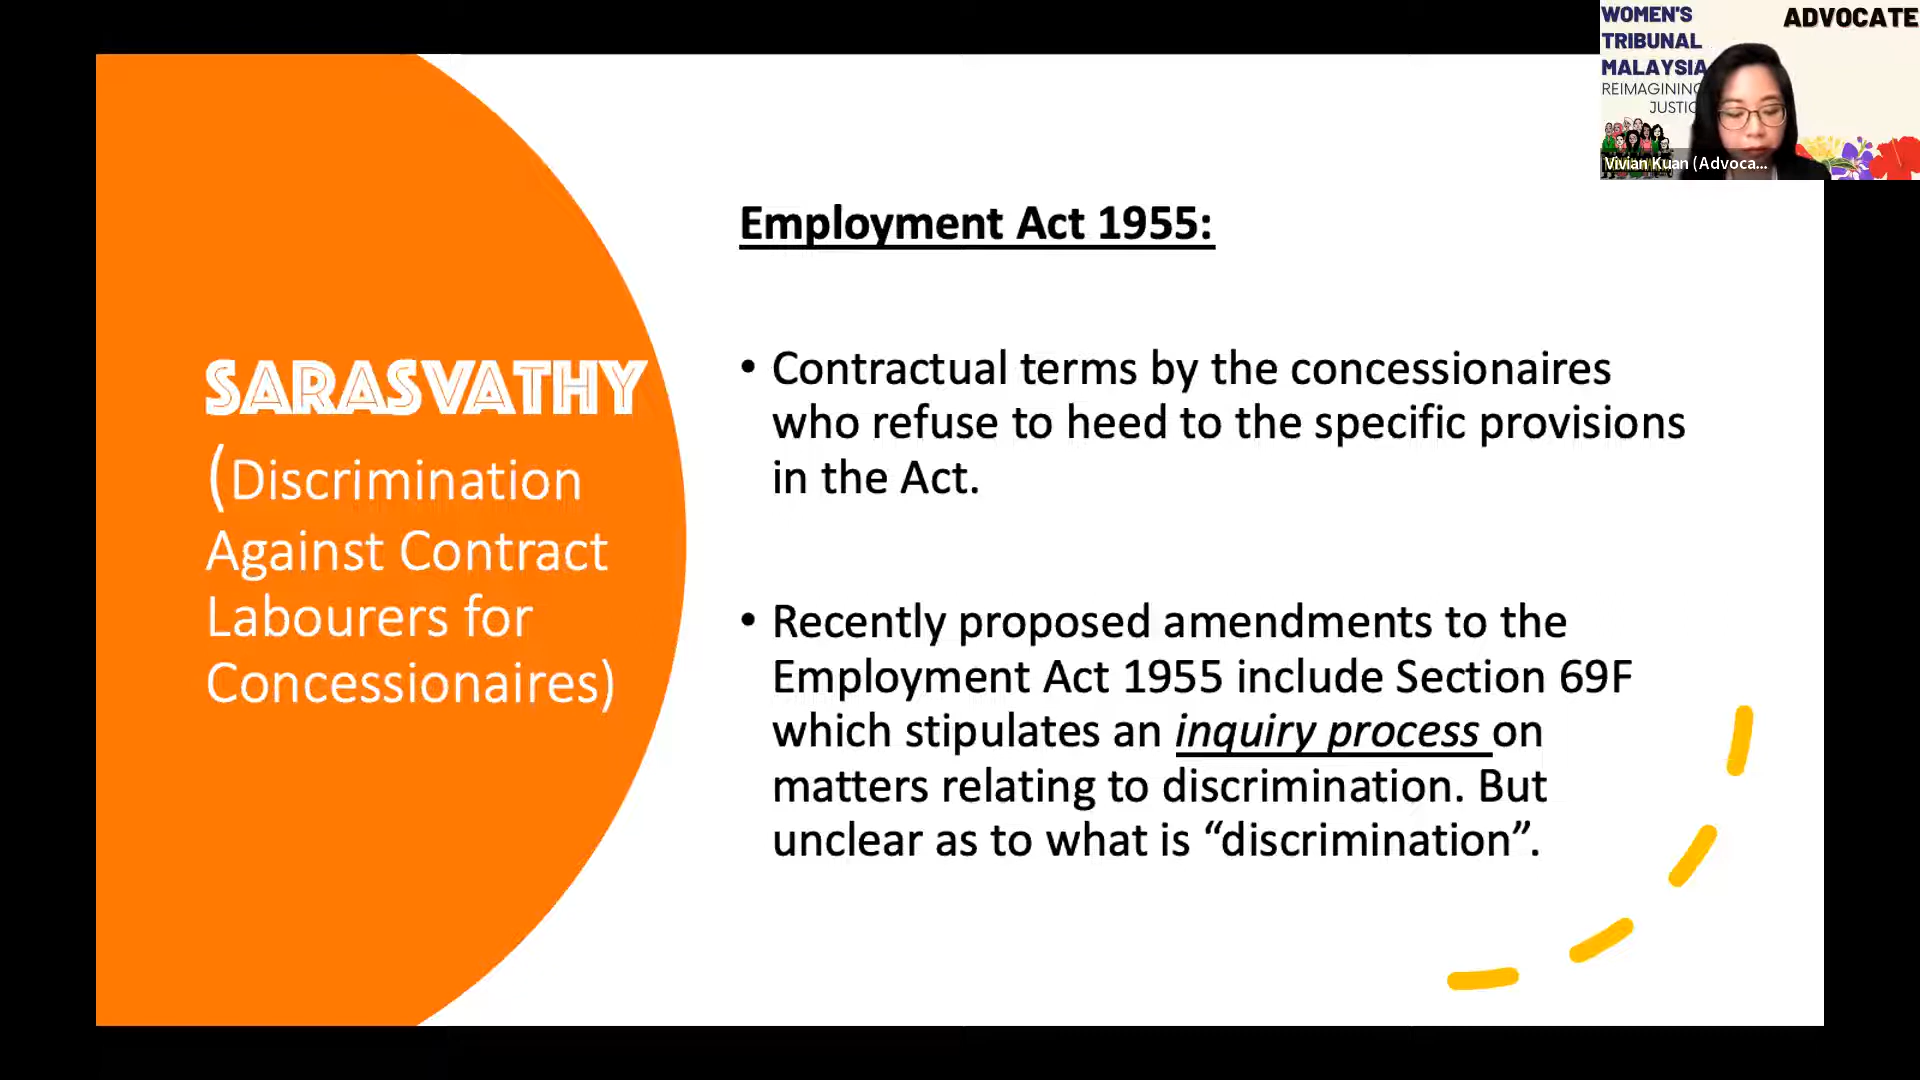 WOMEN'S
TRIBUNAL
MALAYSIA
REIMAGINING
JUSTIC
ADVOCATE
Vivian Kuan (Advoca...
SARASVATHY
(Discrimination
Against Contract
Labourers for
Concessionaires)
Employment Act 1955:
• Contractual terms by the concessionaires
who refuse to heed to the specific provisions
in the Act.
• Recently proposed amendments to the
Employment Act 1955 include Section 69F
which stipulates an inquiry process on
matters relating to discrimination. But
unclear as to what is “discrimination”.